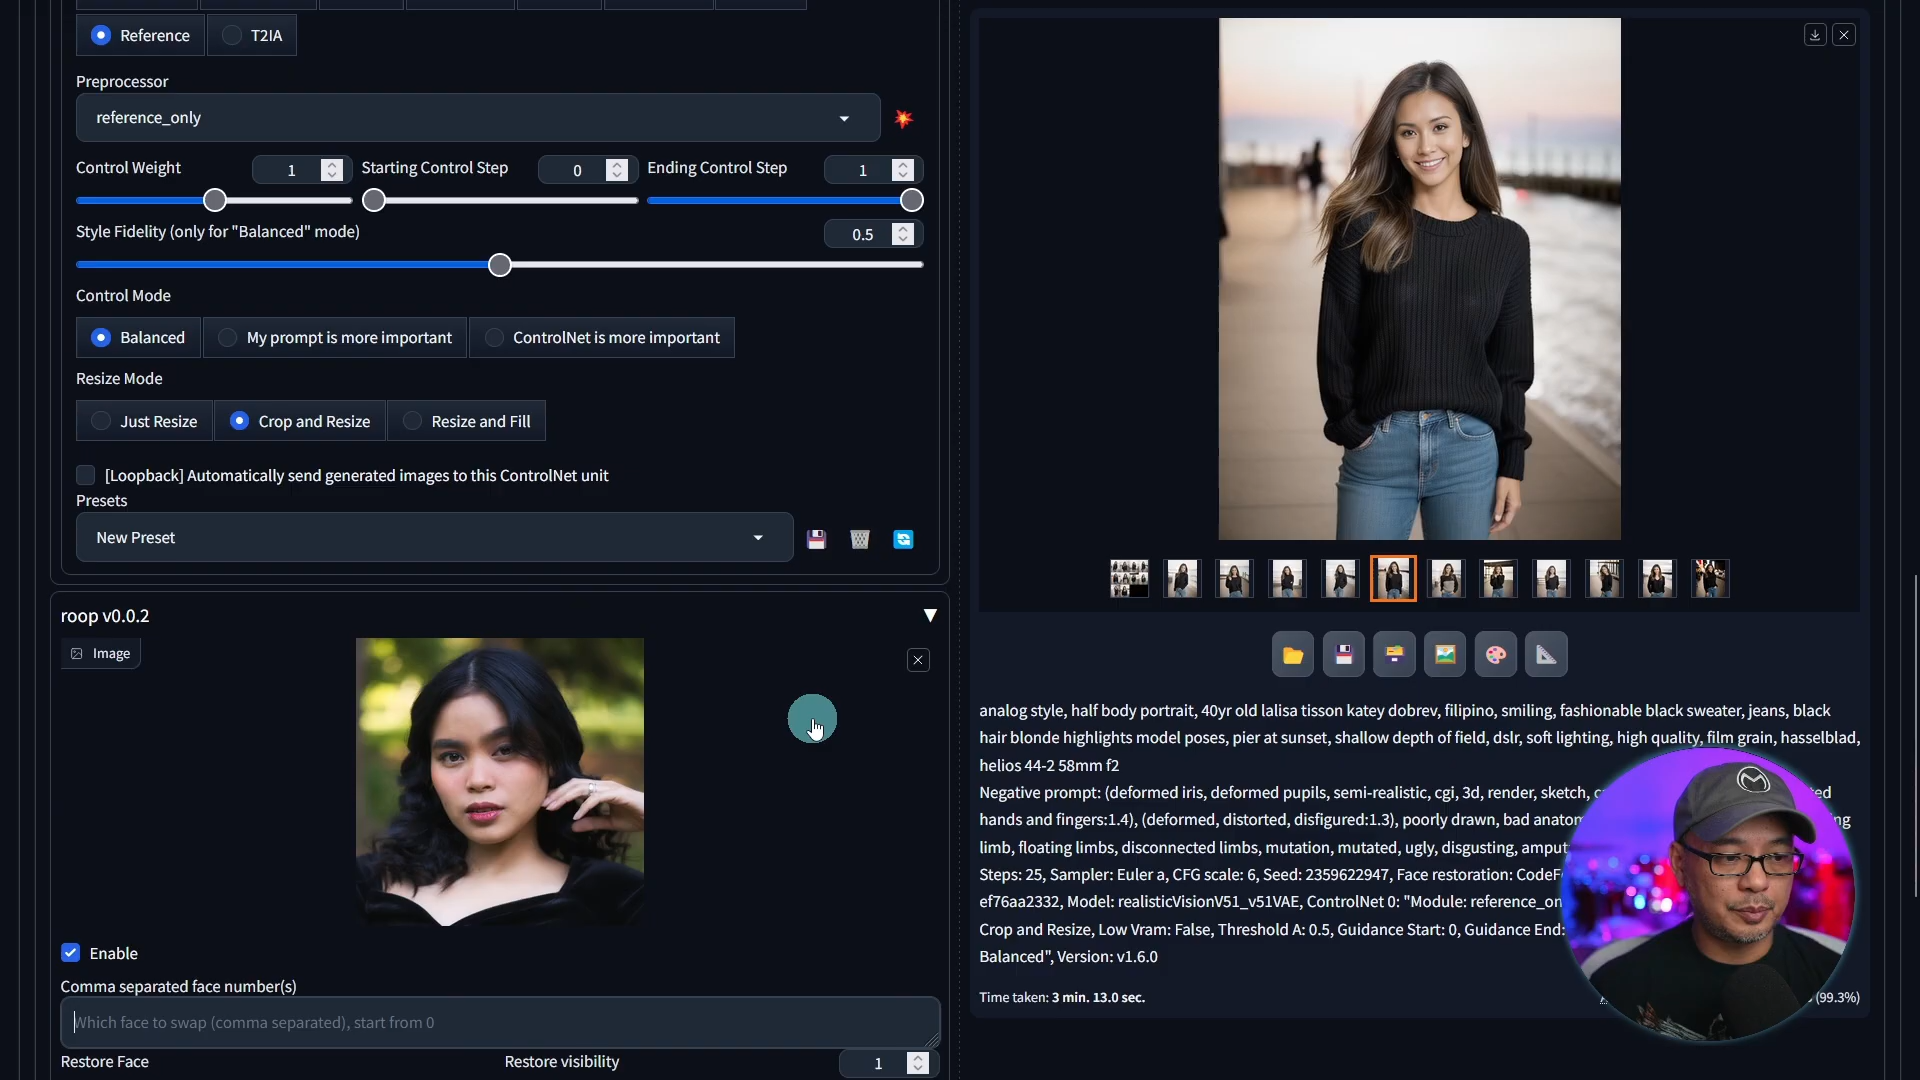 Reference
T2IA
Preprocessor
reference_only
Control Weight
1
Starting Control Step
0
Ending Control Step
1
Style Fidelity (only for "Balanced" mode)
0.5
Control Mode
Balanced
My prompt is more important
ControlNet is more important
Resize Mode
Just Resize
Crop and Resize
Resize and Fill
[Loopback] Automatically send generated images to this ControlNet unit
Presets
New Preset
roop v0.0.2
Image
Enable
Comma separated face number(s)
Which face to swap (comma separated), start from 0
Restore Face
Restore visibility
1
analog style, half body portrait, 40yr old lalisa tisson katey dobrev, filipino, smiling, fashionable black sweater, jeans, black
hair blonde highlights model poses, pier at sunset, shallow depth of field, dslr, soft lighting, high quality, film grain, hasselblad,
helios 44-2 58mm f2
Negative prompt: (deformed iris, deformed pupils, semi-realistic, cgi, 3d, render, sketch,
hands and fingers:1.4), (deformed, distorted, disfigured:1.3), poorly drawn, bad
limb, floating limbs, disconnected limbs, mutation, mutated, ugly, disgusting,
Steps: 25, Sampler: Euler a, CFG scale: 6, Seed: 2359622947, Face restoration:
ef76aa2332, Model: realisticVisionV51_v51VAE, ControlNet 0: "Module:
Crop and Resize, Low Vram: False, Threshold A: 0.5, Guidance Start: 0, Guidance End:
Balanced", Version: v1.6.0
Time taken: 3 min. 13.0 sec.
(99.3%)